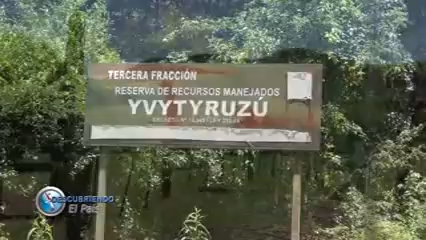 TERCERA FRACCIÓN
RESERVA DE RECURSOS MANEJADOS
YVYTYRUZÚ
DESCUBRIENDO
El País